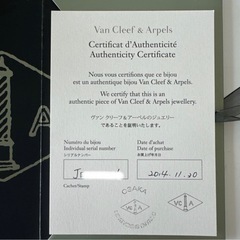 Van Cleef & Arpels
Certificat d'Authenticité
Authenticity Certificate
Nous vous certifions que ce bijou
est un authentique bijou Van Cleef & Arpels.
We certify that this is an
authentic piece of Van Cleef & Arpels jewellery.
ヴァン クリーフ&アーペルのジュエリー
であることを証明いたします。
Numéro du bijou
Individual serial number
シリアルナンバー
Date d'achat
Date of purchase
お買上げ年月日
2014.11.20
Cachet/Stamp
OSAKA
VC A
VC A
A